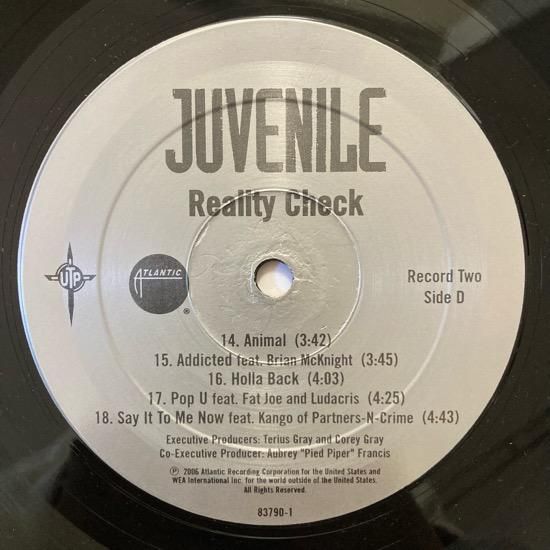 JUVENILE
Reality Check
UTP
ATLANTIC
®
Record Two
Side D
14. Animal (3:42)
15. Addicted feat. Brian McKnight (3:45)
16. Holla Back (4:03)
17. Pop U feat. Fat Joe and Ludacris (4:25)
18. Say It To Me Now feat. Kango of Partners-N-Crime (4:43)
Executive Producers: Terius Gray and Corey Gray
Co-Executive Producer: Aubrey "Pied Piper" Francis
℗ 2006 Atlantic Recording Corporation for the United States and
WEA International Inc. for the world outside of the United States.
All Rights Reserved.
83790-1